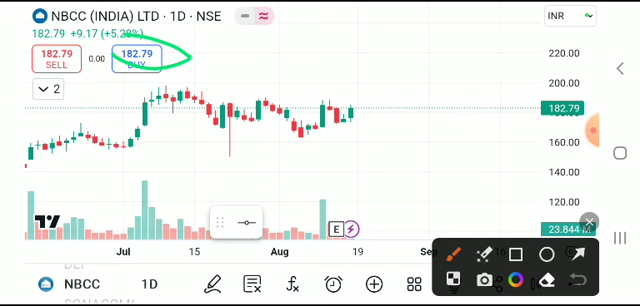 NBCC (INDIA) LTD · 1D · NSE
INR
182.79 +9.17 (+5.28%)
182.79
SELL
0.00
182.79
BUY
2
220.00
200.00
182.79
180.00
160.00
140.00
120.00
23.844 M
E
Jul
15
Aug
19
Sep
NBCC
1D